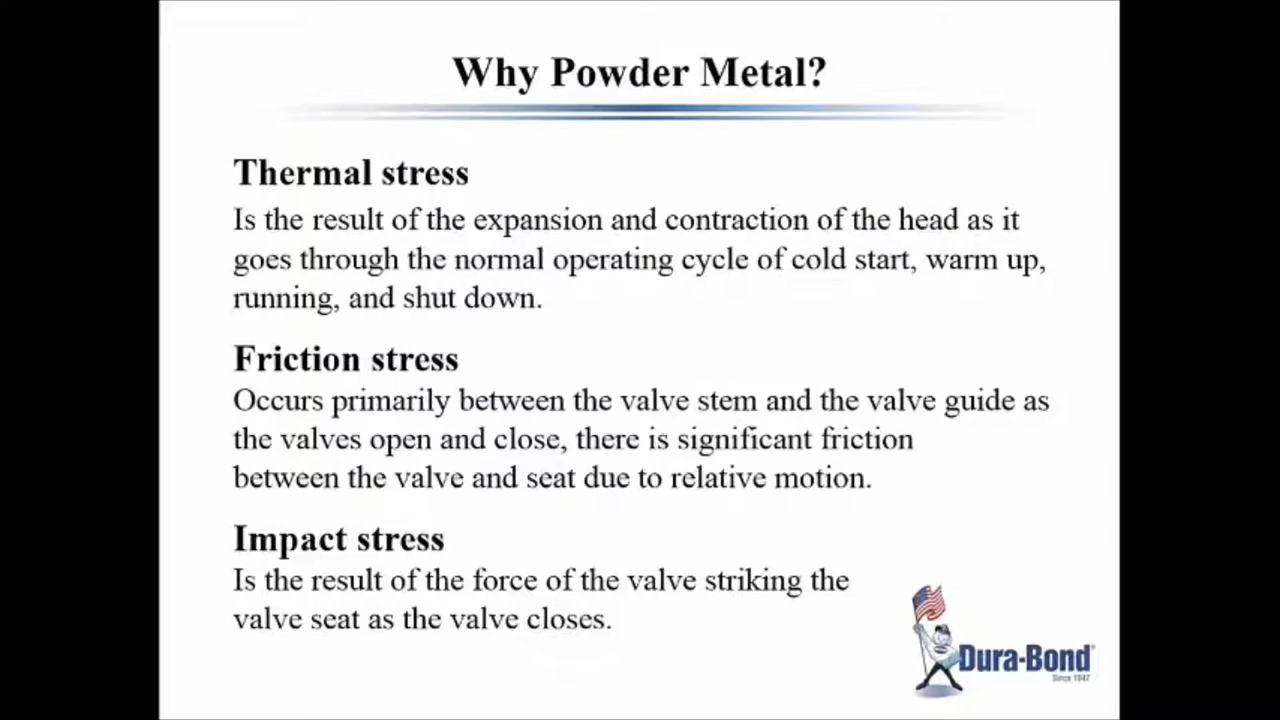 Why Powder Metal?
Thermal stress
Is the result of the expansion and contraction of the head as it
goes through the normal operating cycle of cold start, warm up,
running, and shut down.
Friction stress
Occurs primarily between the valve stem and the valve guide as
the valves open and close, there is significant friction
between the valve and seat due to relative motion.
Impact stress
Is the result of the force of the valve striking the
valve seat as the valve closes.
Dura-Bond
Since 1947